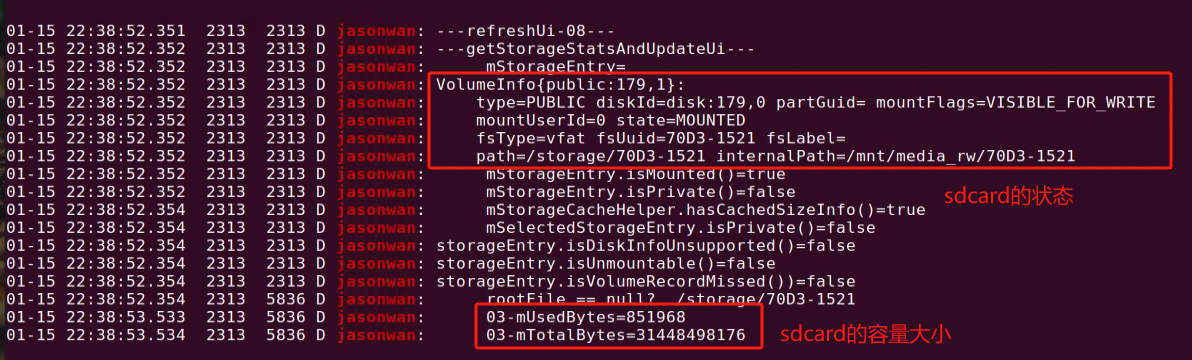 01-15 22:38:52.351  2313  2313 D jasonwan: ---refreshUi-08---
01-15 22:38:52.352  2313  2313 D jasonwan: ---getStorageStatsAndUpdateUi---
01-15 22:38:52.352  2313  2313 D jasonwan:      mStorageEntry=
01-15 22:38:52.352  2313  2313 D jasonwan: VolumeInfo{public:179,1}:
01-15 22:38:52.352  2313  2313 D jasonwan:     type=PUBLIC diskId=disk:179,0 partGuid= mountFlags=VISIBLE_FOR_WRITE
01-15 22:38:52.352  2313  2313 D jasonwan:     mountUserId=0 state=MOUNTED
01-15 22:38:52.352  2313  2313 D jasonwan:     fsType=vfat fsUuid=70D3-1521 fsLabel=
01-15 22:38:52.352  2313  2313 D jasonwan:     path=/storage/70D3-1521 internalPath=/mnt/media_rw/70D3-1521
01-15 22:38:52.352  2313  2313 D jasonwan:      mStorageEntry.isMounted()=true
01-15 22:38:52.352  2313  2313 D jasonwan:      mStorageEntry.isPrivate()=false
sdcard的状态
01-15 22:38:52.354  2313  2313 D jasonwan:      mStorageCacheHelper.hasCachedSizeInfo()=true
01-15 22:38:52.354  2313  2313 D jasonwan:      mSelectedStorageEntry.isPrivate()=false
01-15 22:38:52.354  2313  2313 D jasonwan: storageEntry.isDiskInfoUnsupported()=false
01-15 22:38:52.354  2313  2313 D jasonwan: storageEntry.isUnmountable()=false
01-15 22:38:52.354  2313  2313 D jasonwan: storageEntry.isVolumeRecordMissed())=false
01-15 22:38:52.354  2313  5836 D jasonwan:      rootFile == null?  /storage/70D3-1521
01-15 22:38:53.533  2313  5836 D jasonwan:      03-mUsedBytes=851968
01-15 22:38:53.534  2313  5836 D jasonwan:      03-mTotalBytes=31448498176
sdcard的容量大小